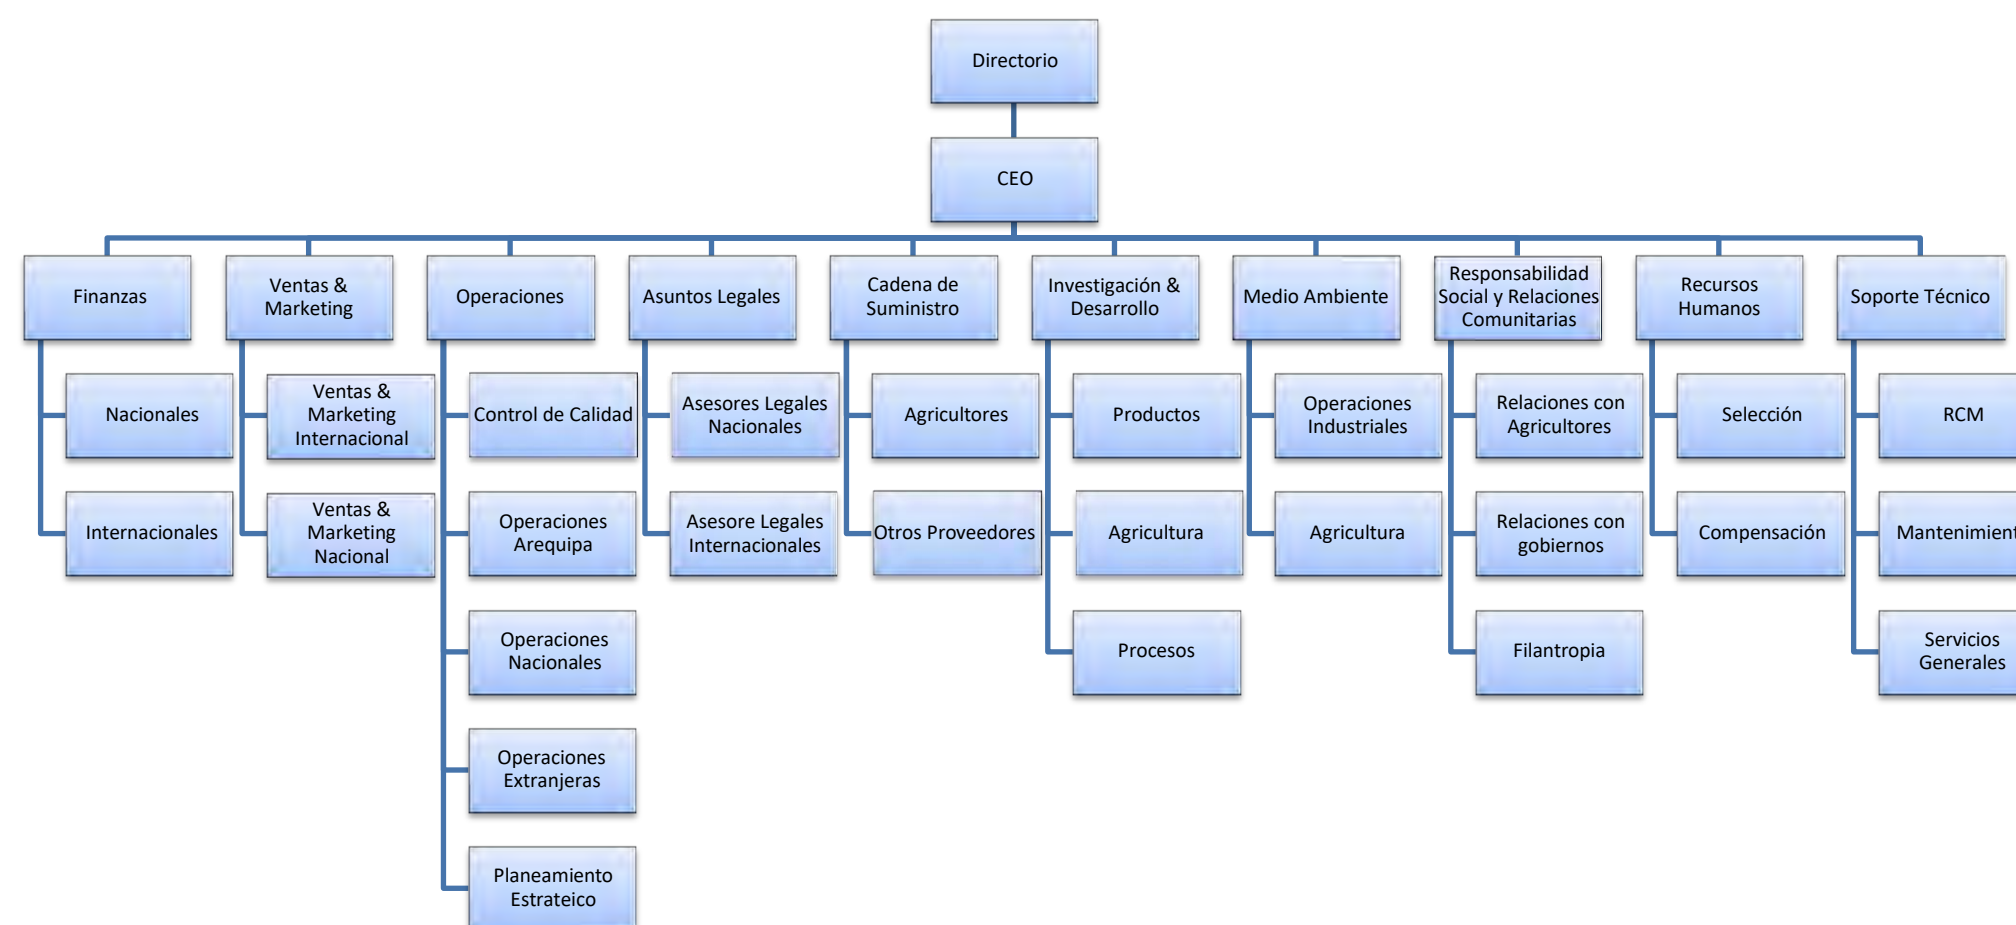 Directorio
CEO
Finanzas
Ventas &
Marketing
Operaciones
Asuntos Legales
Cadena de
Suministro
Investigación &
Desarrollo
Medio Ambiente
Responsabilidad
Social y Relaciones
Comunitarias
Recursos
Humanos
Soporte Técnico
Nacionales
Ventas &
Marketing
Internacional
Control de Calidad
Asesores Legales
Nacionales
Agricultores
Productos
Operaciones
Industriales
Relaciones con
Agricultores
Selección
RCM
Internacionales
Ventas &
Marketing
Nacional
Operaciones
Arequipa
Asesore Legales
Internacionales
Otros Proveedores
Agricultura
Agricultura
Relaciones con
gobiernos
Compensación
Mantenimient
Operaciones
Nacionales
Procesos
Filantropia
Servicios
Generales
Operaciones
Extranjeras
Planeamiento
Estrateico